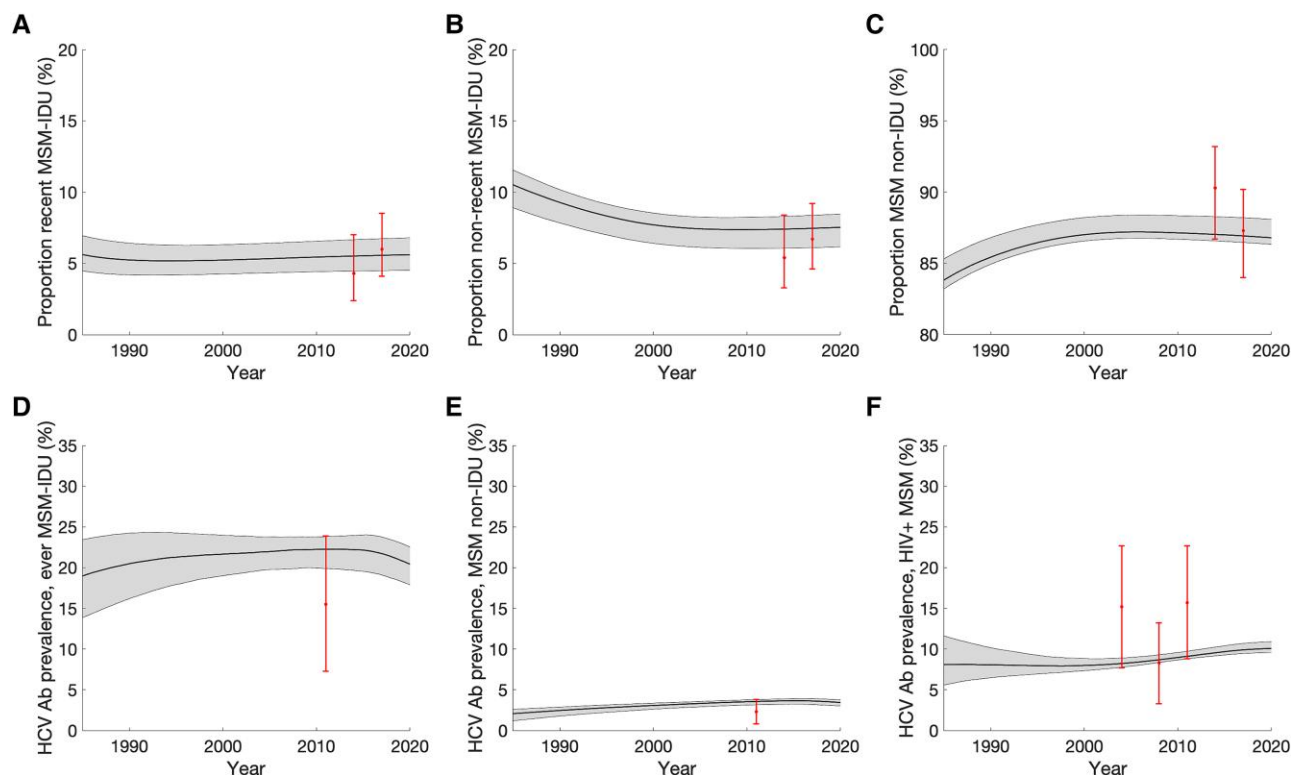 A
Proportion recent MSM-IDU (%)
20
15
10
5
0
1990 2000 2010 2020
Year
B
Proportion non-recent MSM-IDU (%)
20
15
10
5
0
1990 2000 2010 2020
Year
C
Proportion MSM non-IDU (%)
100
95
90
85
80
1990 2000 2010 2020
Year
D
HCV Ab prevalence, ever MSM-IDU (%)
35
30
25
20
15
10
5
0
1990 2000 2010 2020
Year
E
HCV Ab prevalence, MSM non-IDU (%)
35
30
25
20
15
10
5
0
1990 2000 2010 2020
Year
F
HCV Ab prevalence, HIV+ MSM (%)
35
30
25
20
15
10
5
0
1990 2000 2010 2020
Year